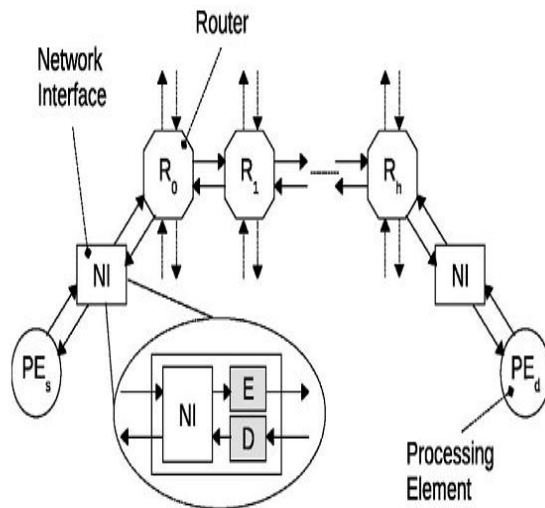 Router
Network
Interface
R0
R1
Rh
NI
NI
PEs
PEd
NI
E
D
Processing
Element